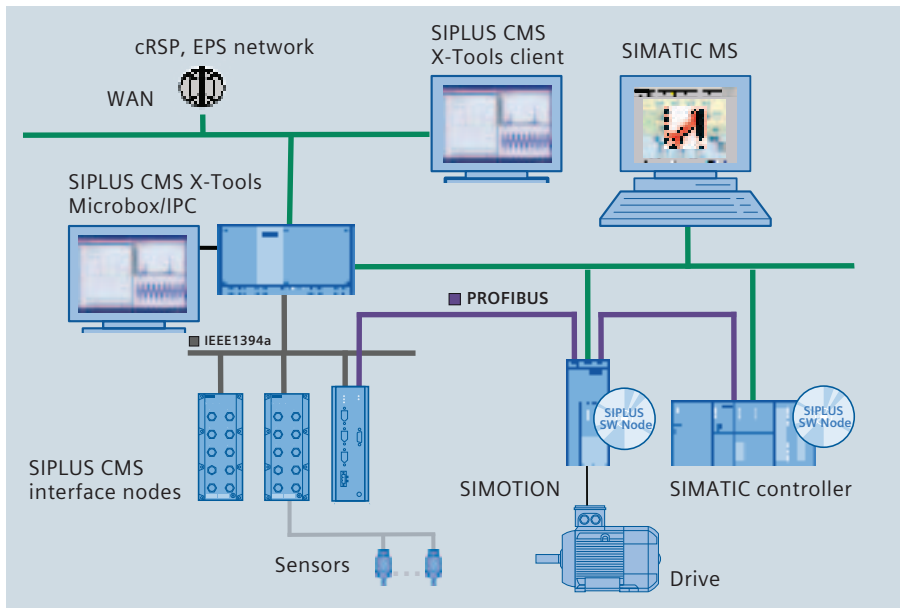 cRSP, EPS network
WAN
SIPLUS CMS
X-Tools client
SIMATIC MS
SIPLUS CMS X-Tools
Microbox/IPC
PROFIBUS
IEEE1394a
SIPLUS
SW Node
SIPLUS
SW Node
SIPLUS CMS
interface nodes
SIMOTION
SIMATIC controller
Sensors
Drive